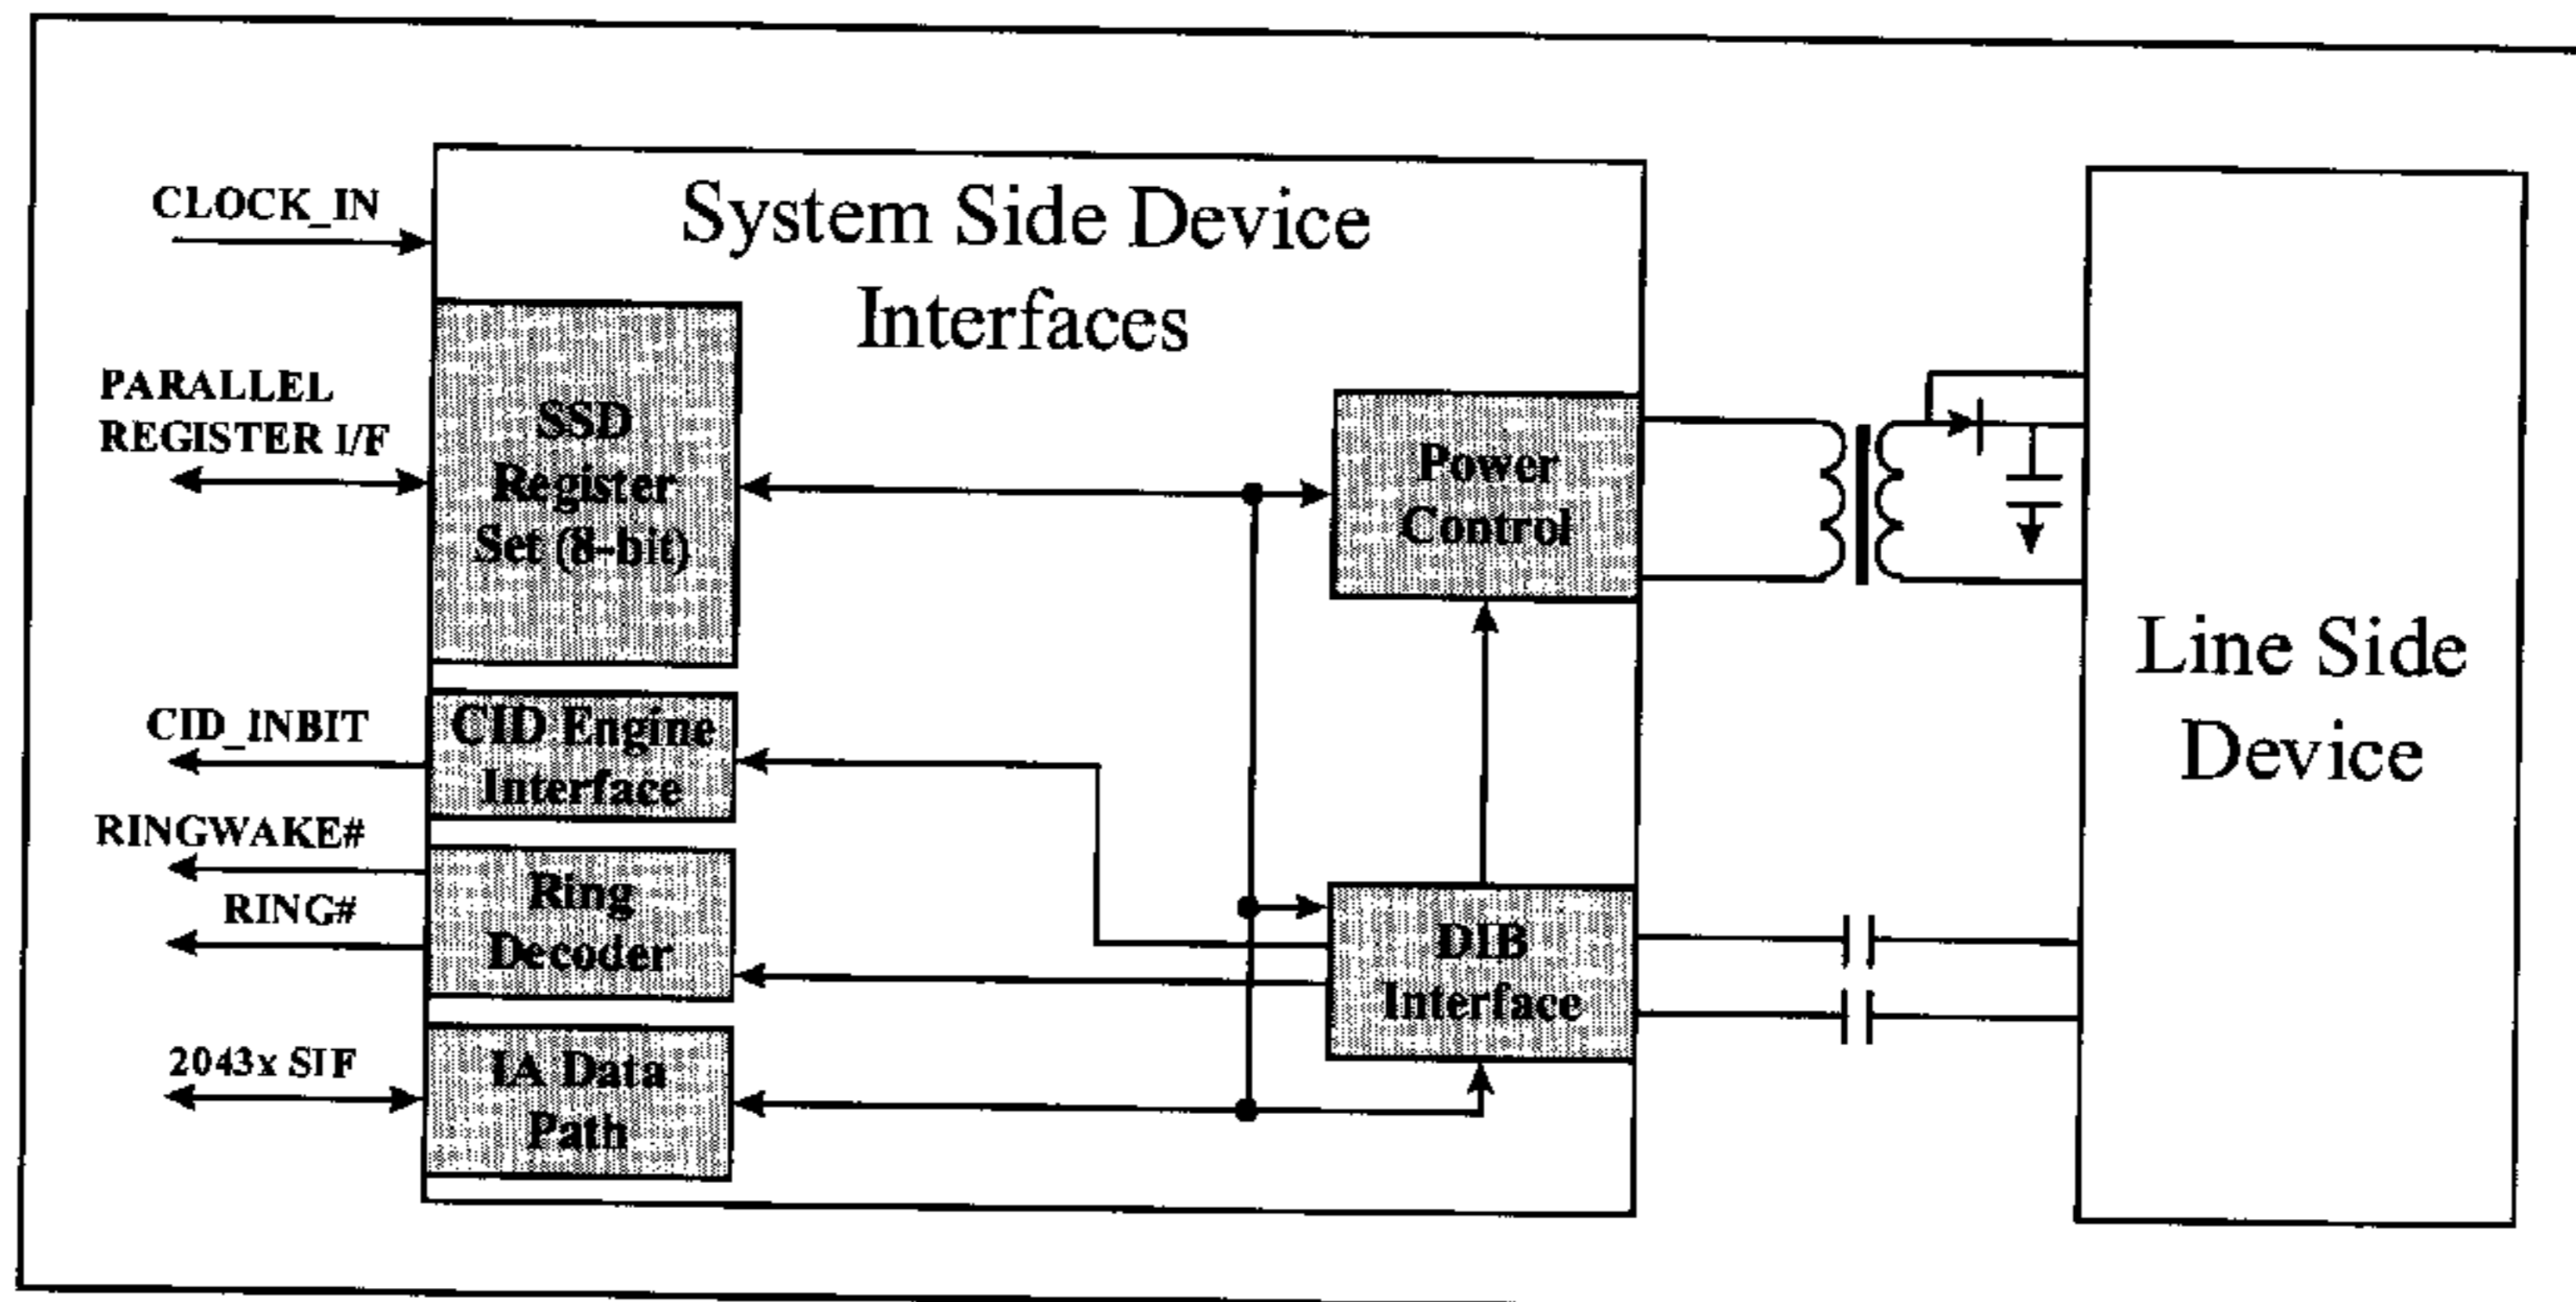 CLOCK_IN
System Side Device
Interfaces
PARALLEL
REGISTER I/F
SSD
Register
Set (8-bit)
Power
Control
Line Side
Device
CID_INBIT
CID Engine
Interface
RINGWAKE#
RING#
Ring
Decoder
DIB
Interface
2043x SIF
IA Data
Path